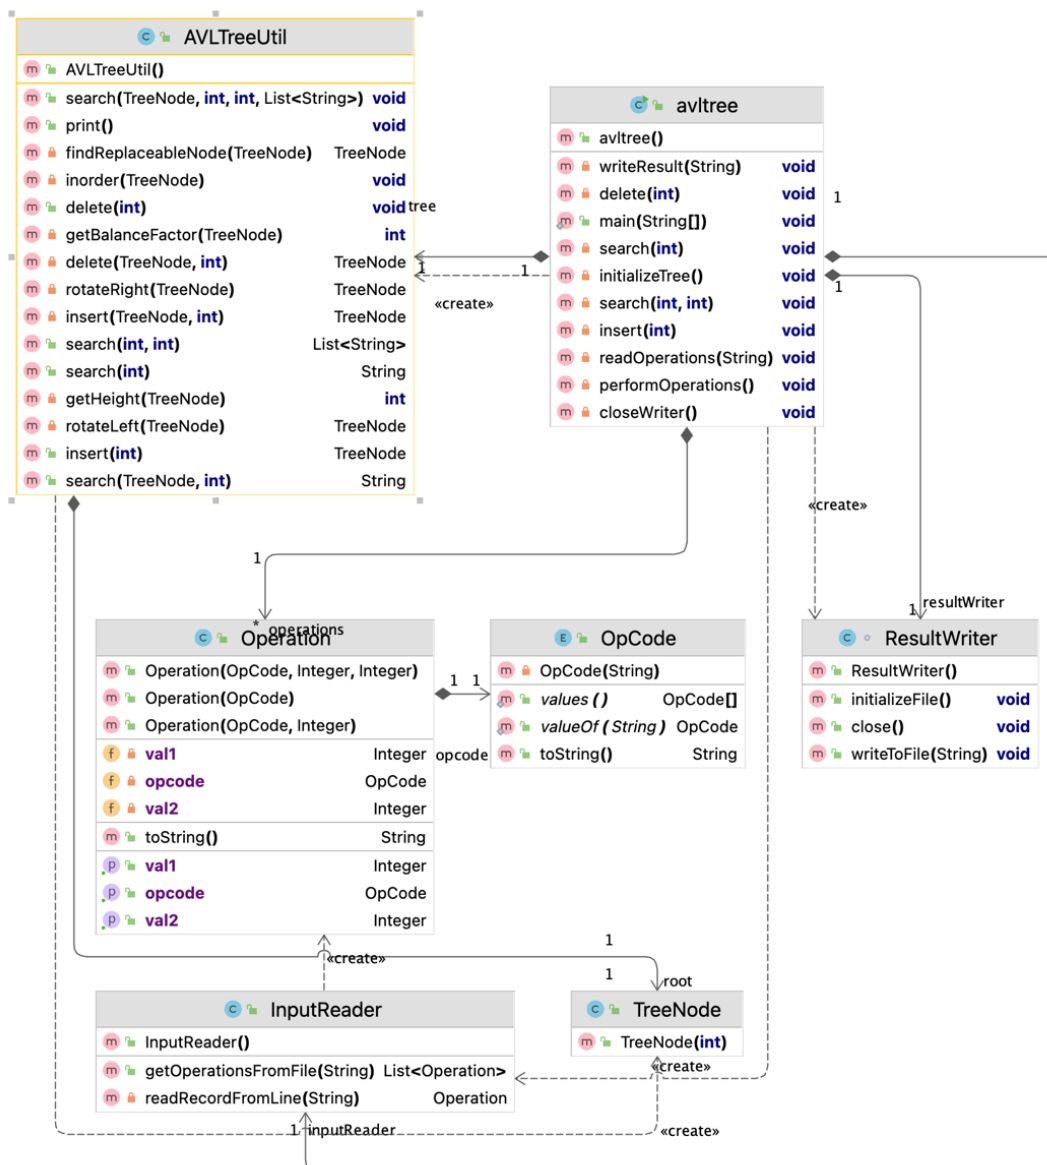 AVLTreeUtil
AVLTreeUtil()
search(TreeNode, int, int, List<String>) void
print() void
findReplaceableNode(TreeNode) TreeNode
inorder(TreeNode) void
delete(int) void
getBalanceFactor(TreeNode) int
delete(TreeNode, int) TreeNode
rotateRight(TreeNode) TreeNode
insert(TreeNode, int) TreeNode
search(int, int) List<String>
search(int) String
getHeight(TreeNode) int
rotateLeft(TreeNode) TreeNode
insert(int) TreeNode
search(TreeNode, int) String
tree
1
1
«create»
avltree
avltree()
writeResult(String) void
delete(int) void
main(String[]) void
search(int) void
initializeTree() void
search(int, int) void
insert(int) void
readOperations(String) void
performOperations() void
closeWriter() void
1
1
«create»
1
resultWriter
1
* operations
Operation
Operation(OpCode, Integer, Integer)
Operation(OpCode)
Operation(OpCode, Integer)
val1 Integer
opcode OpCode
val2 Integer
toString() String
val1 Integer
opcode OpCode
val2 Integer
1 1
opcode
OpCode
OpCode(String)
values() OpCode[]
valueOf(String) OpCode
toString() String
ResultWriter
ResultWriter()
initializeFile() void
close() void
writeToFile(String) void
«create»
1
1
root
InputReader
InputReader()
getOperationsFromFile(String) List<Operation>
readRecordFromLine(String) Operation
TreeNode
TreeNode(int)
«create»
1 inputReader
«create»